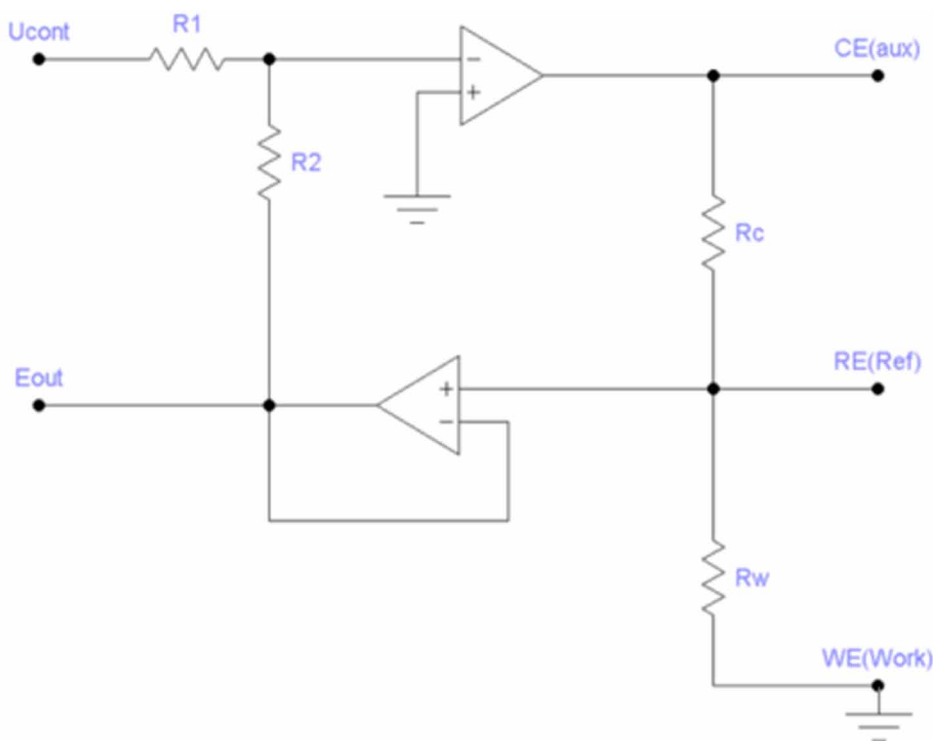 Ucont
R1
CE(aux)
−
+
R2
Rc
Eout
RE(Ref)
+
−
Rw
WE(Work)